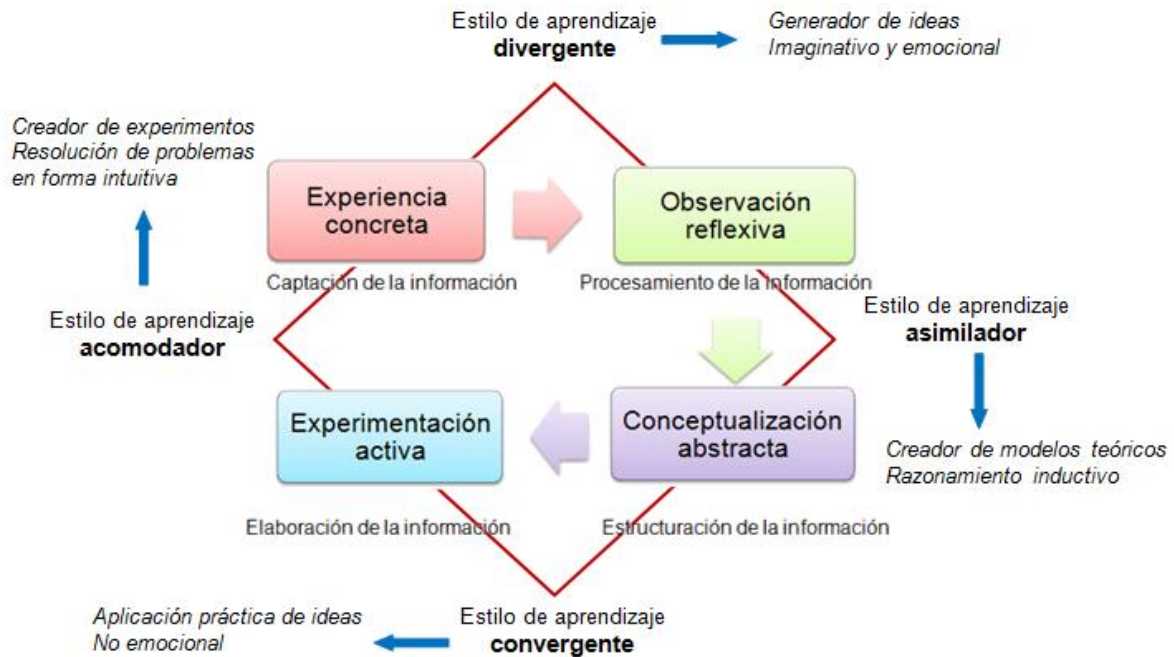 Estilo de aprendizaje
divergente
Generador de ideas
Imaginativo y emocional
Creador de experimentos
Resolución de problemas
en forma intuitiva
Experiencia
concreta
Observación
reflexiva
Captación de la información
Procesamiento de la información
Estilo de aprendizaje
acomodador
Estilo de aprendizaje
asimilador
Experimentación
activa
Conceptualización
abstracta
Creador de modelos teóricos
Razonamiento inductivo
Elaboración de la información
Estructuración de la información
Aplicación práctica de ideas
No emocional
Estilo de aprendizaje
convergente